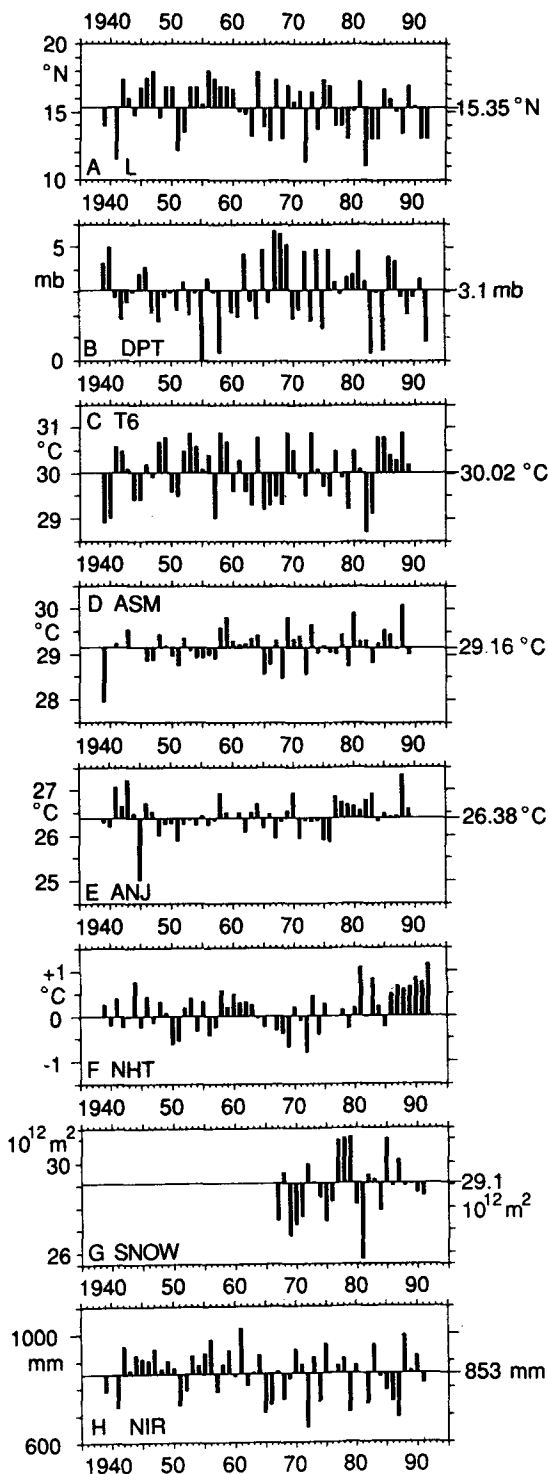 1940 50 60 70 80 90
20
°N
15
10
15.35 °N
A L
1940 50 60 70 80 90
5
mb
0
3.1 mb
B DPT
1940 50 60 70 80 90
C T6
31
°C
30
29
30.02 °C
1940 50 60 70 80 90
D ASM
30
°C
29
28
29.16 °C
1940 50 60 70 80 90
27
°C
26
25
26.38 °C
E ANJ
1940 50 60 70 80 90
+1
°C
0
-1
F NHT
1940 50 60 70 80 90
10¹² m²
30
26
29.1
10¹² m²
G SNOW
1940 50 60 70 80 90
1000
mm
600
853 mm
H NIR
1940 50 60 70 80 90